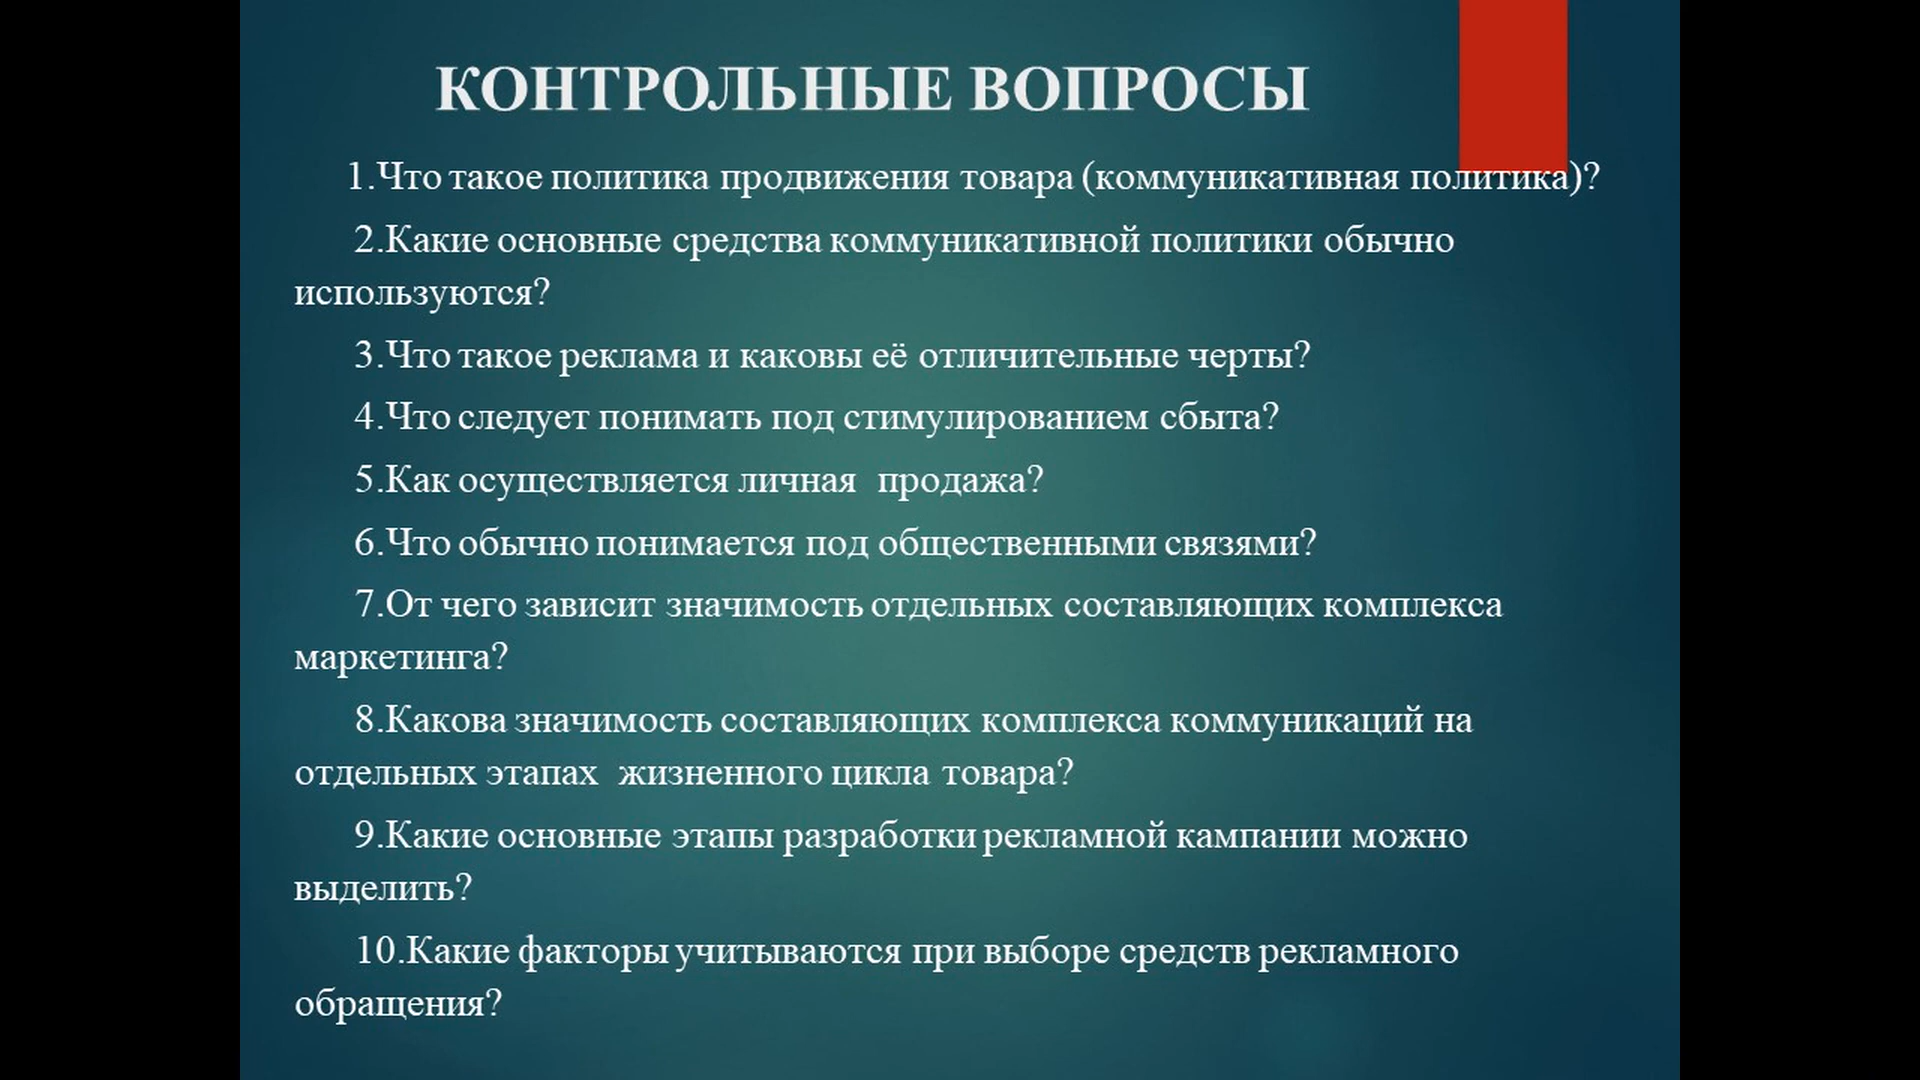 КОНТРОЛЬНЫЕ ВОПРОСЫ
1.Что такое политика продвижения товара (коммуникативная политика)?
2.Какие основные средства коммуникативной политики обычно
используются?
3.Что такое реклама и каковы её отличительные черты?
4.Что следует понимать под стимулированием сбыта?
5.Как осуществляется личная продажа?
6.Что обычно понимается под общественными связями?
7.От чего зависит значимость отдельных составляющих комплекса
маркетинга?
8.Какова значимость составляющих комплекса коммуникаций на
отдельных этапах жизненного цикла товара?
9.Какие основные этапы разработки рекламной кампании можно
выделить?
10.Какие факторы учитываются при выборе средств рекламного
обращения?